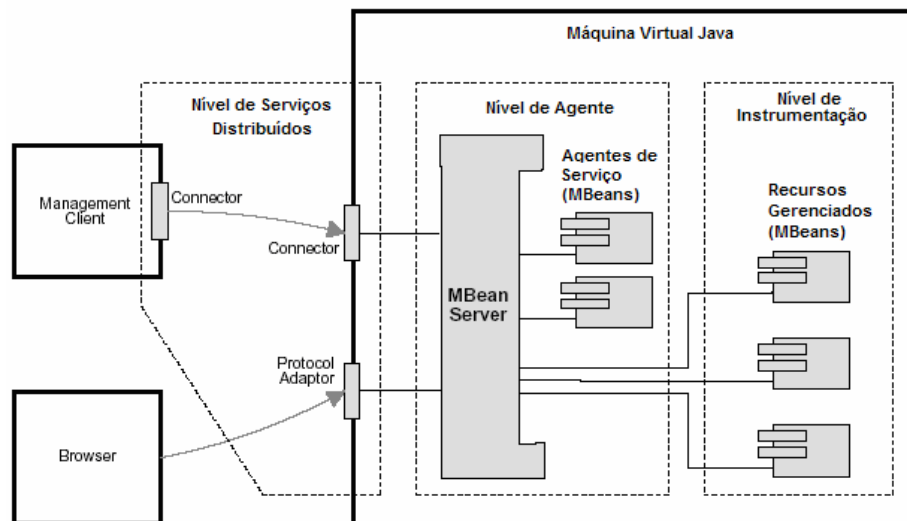 Máquina Virtual Java
Nível de Serviços
Distribuídos
Nível de Agente
Nível de
Instrumentação
Agentes de
Serviço
(MBeans)
Recursos
Gerenciados
(MBeans)
Management
Client
Connector
Connector
MBean
Server
Protocol
Adaptor
Browser